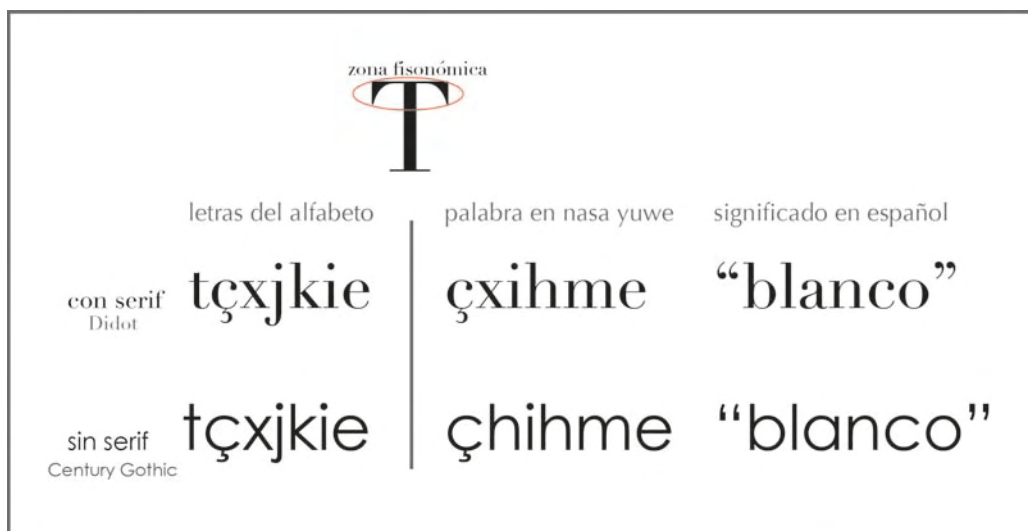 zona fisonómica
T
letras del alfabeto palabra en nasa yuwe significado en español
con serif tçxjkie çxihme “blanco”
Didot
sin serif tçxjkie çhihme “blanco”
Century Gothic